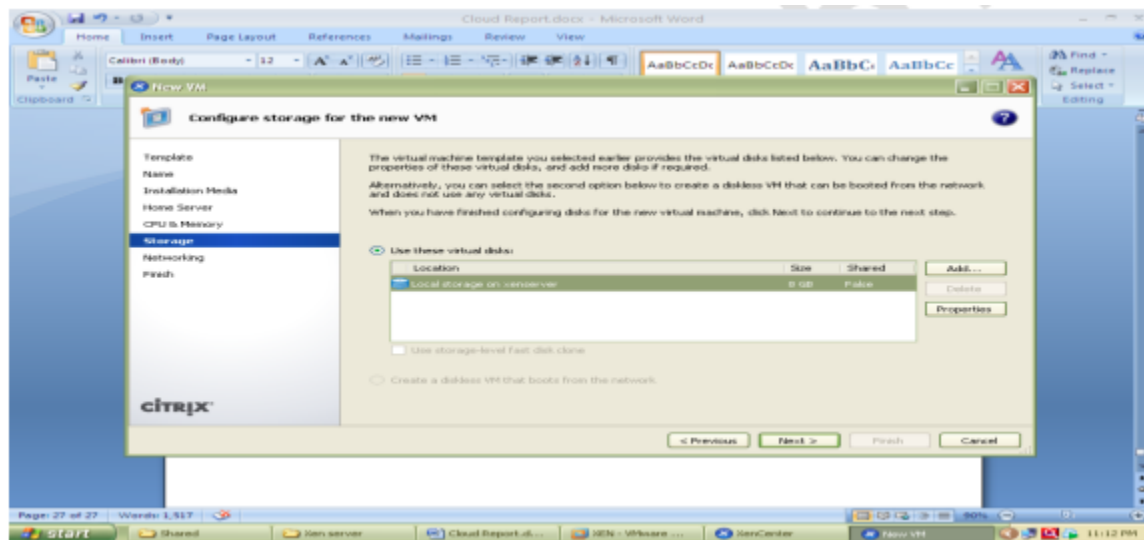 Cloud Report.docx - Microsoft Word
Home Insert Page Layout References Mailings Review View
Paste
Clipboard
Calibri (Body) 12
AaBbCcDc AaBbCcDc AaBbC AaBbCc
Find
Replace
Select
Editing
New VM
Configure storage for the new VM
Template
Name
Installation Media
Home Server
CPU & Memory
Storage
Networking
Finish
The virtual machine template you selected earlier provides the virtual disks listed below. You can change the
properties of these virtual disks, and add more disks if required.
Alternatively, you can select the second option below to create a diskless VM that can be booted from the network
and does not use any virtual disks.
When you have finished configuring disks for the new virtual machine, click Next to continue to the next step.
Use these virtual disks:
Location Size Shared
Local storage on xenserver 8 GB False
Add...
Delete
Properties
Use storage-level fast disk clone
Create a diskless VM that boots from the network
CITRIX
< Previous Next > Finish Cancel
Page: 27 of 27 Words: 1,517 90%
start Shared Xen server Cloud Report.d... XEN - VMware ... XenCenter New VM 11:12 PM